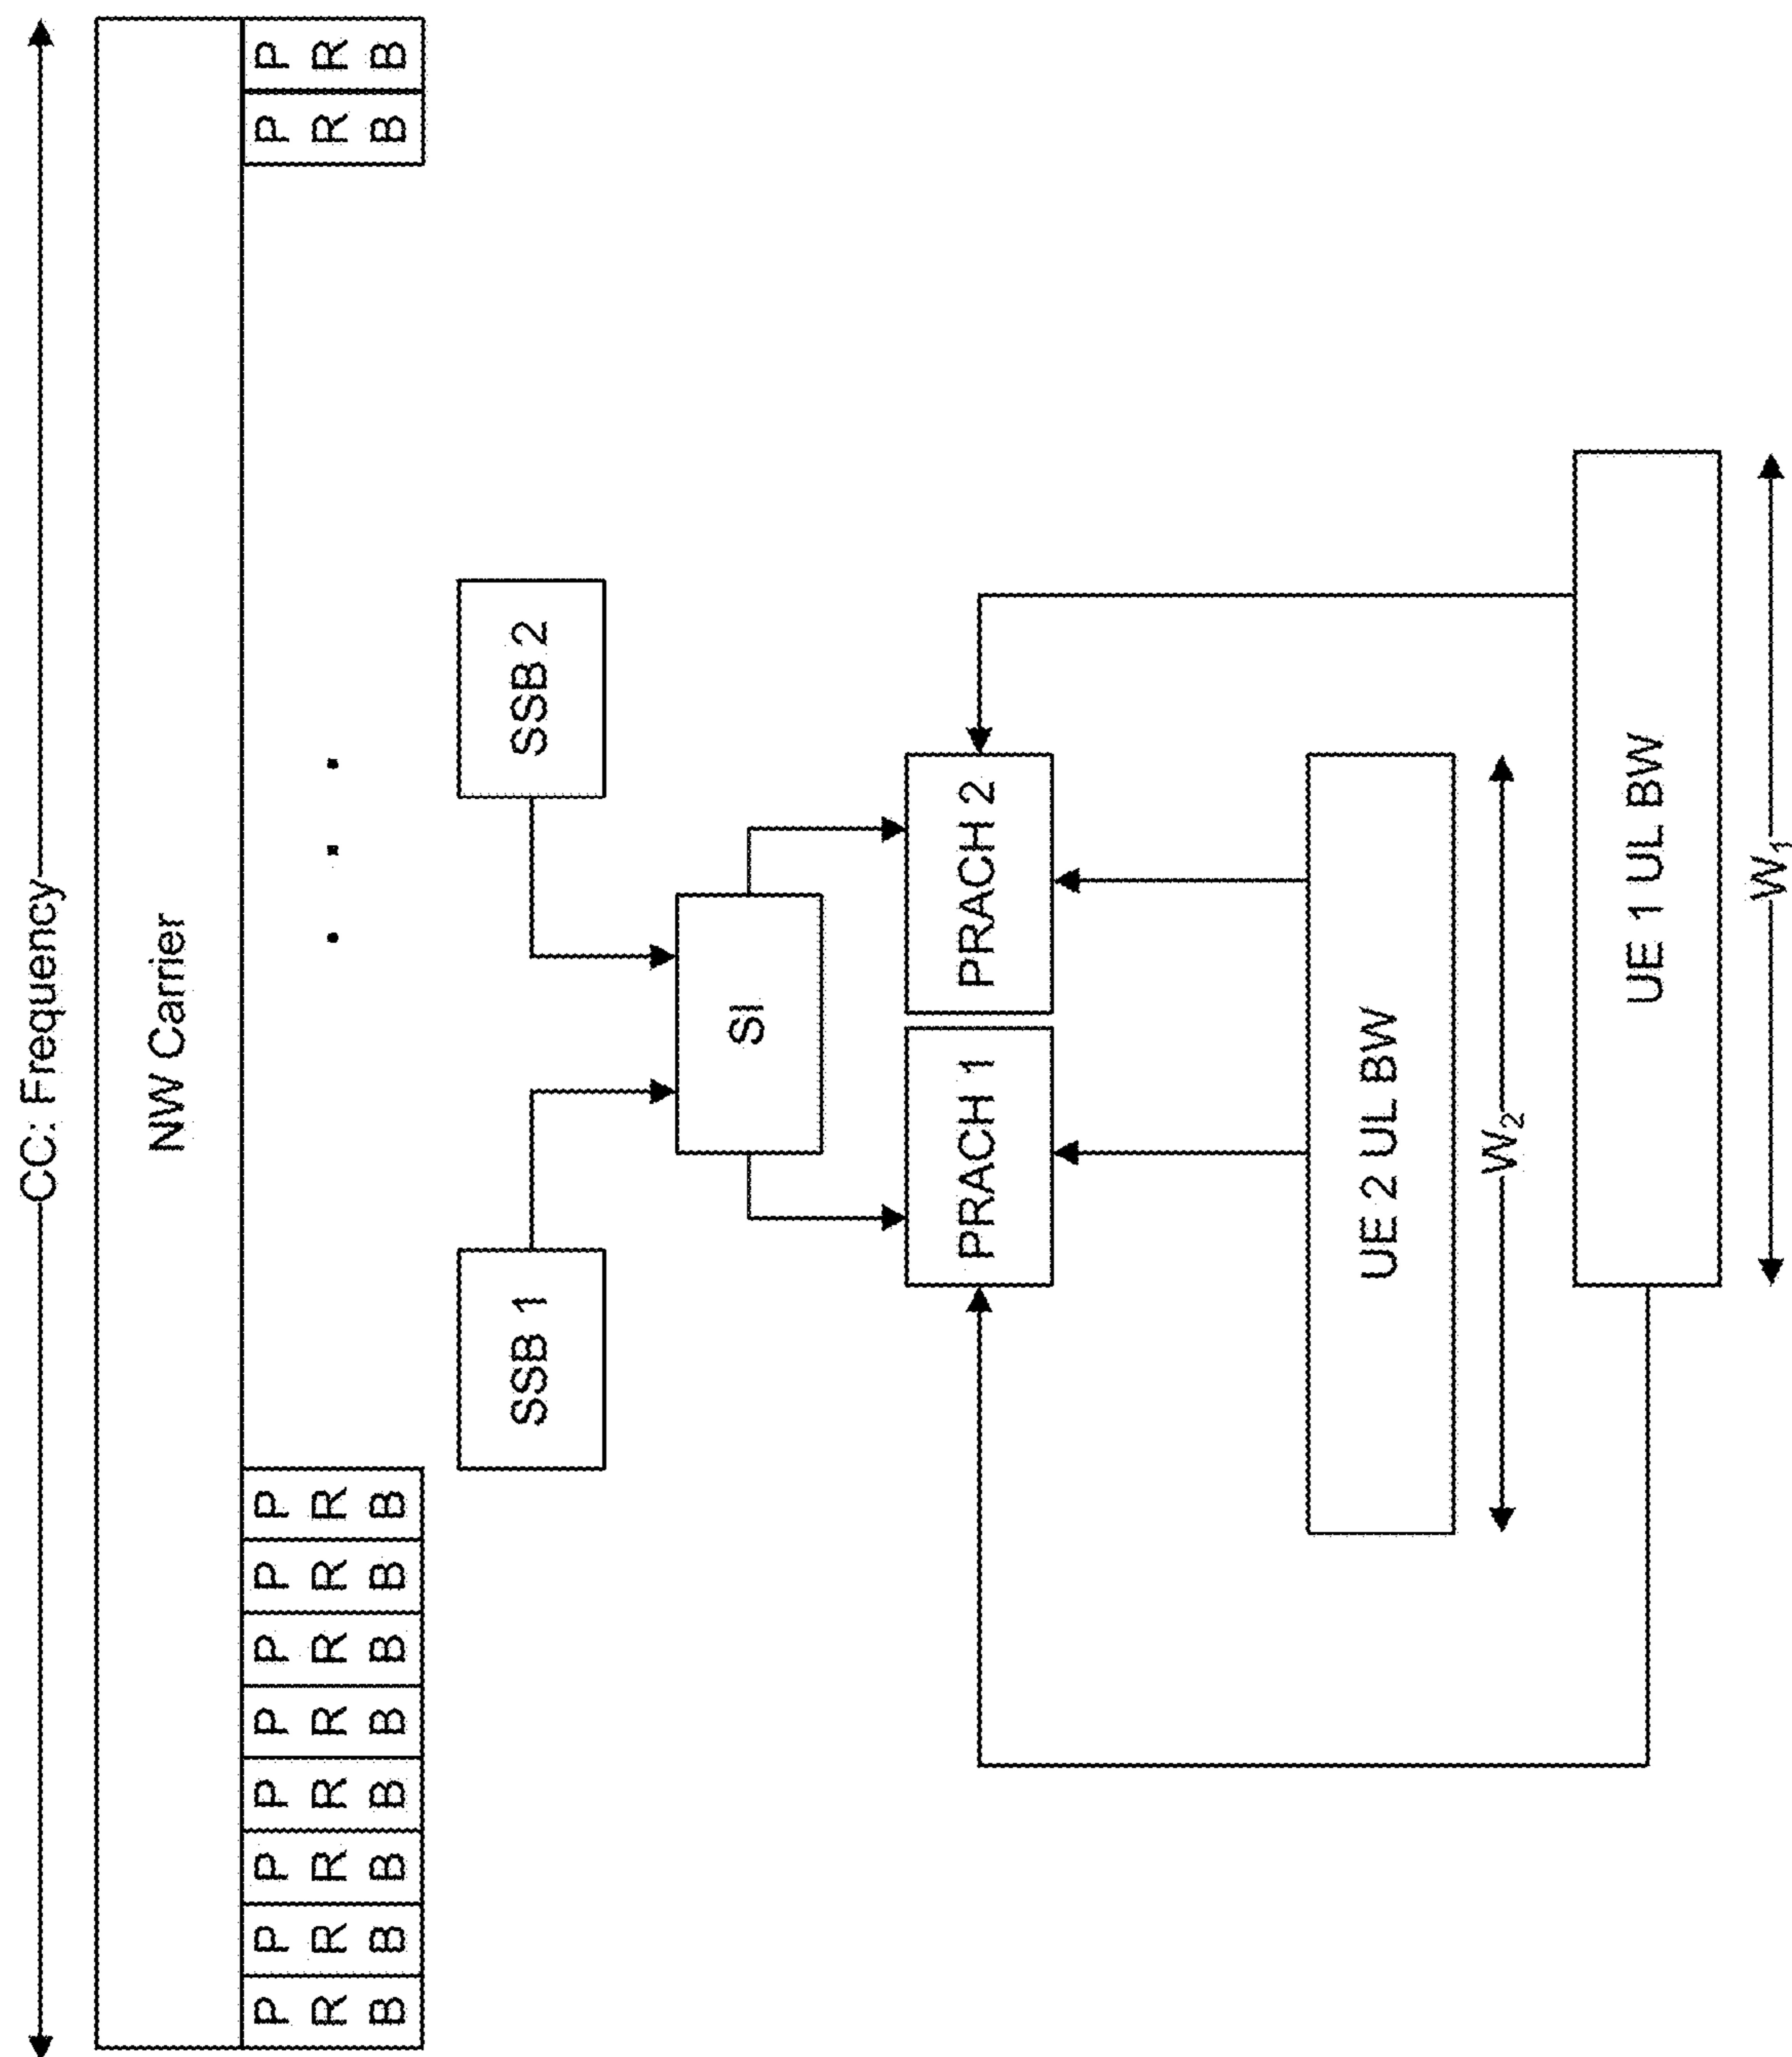 CC: Frequency
NW Carrier
P R B
P R B
P R B
P R B
P R B
P R B
P R B
P R B
P R B
P R B
SSB 1
SSB 2
SI
PRACH 1
PRACH 2
UE 2 UL BW
W₂
UE 1 UL BW
W₁